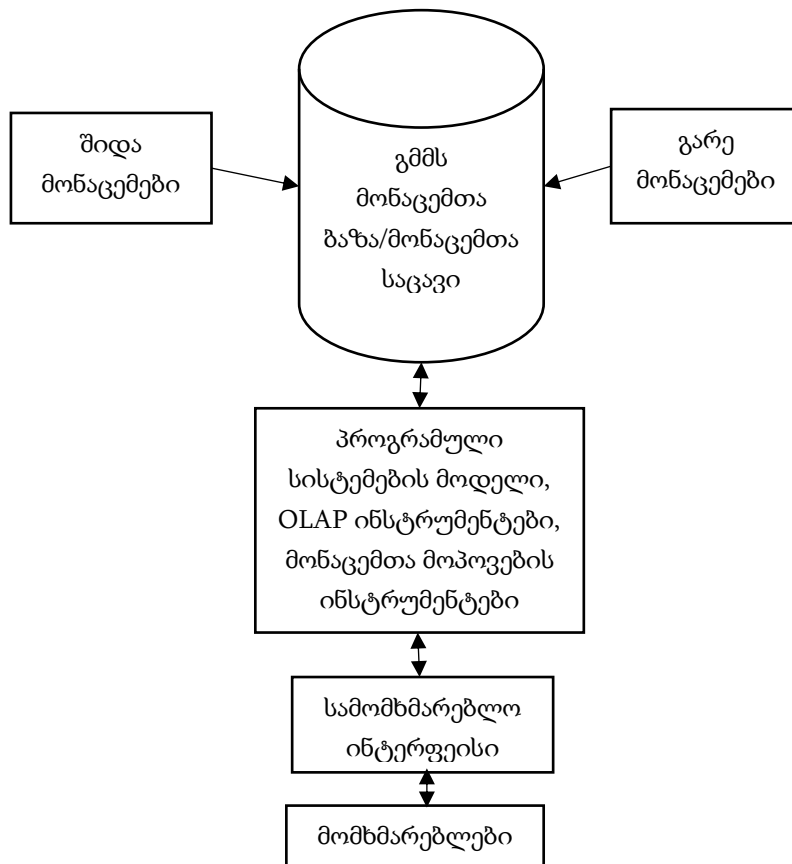 შიდა
მონაცემები
გმმს
მონაცემთა
ბაზა/მონაცემთა
საცავი
გარე
მონაცემები
პროგრამული
სისტემების მოდელი,
OLAP ინსტრუმენტები,
მონაცემთა მოპოვების
ინსტრუმენტები
სამომხმარებლო
ინტერფეისი
მომხმარებლები